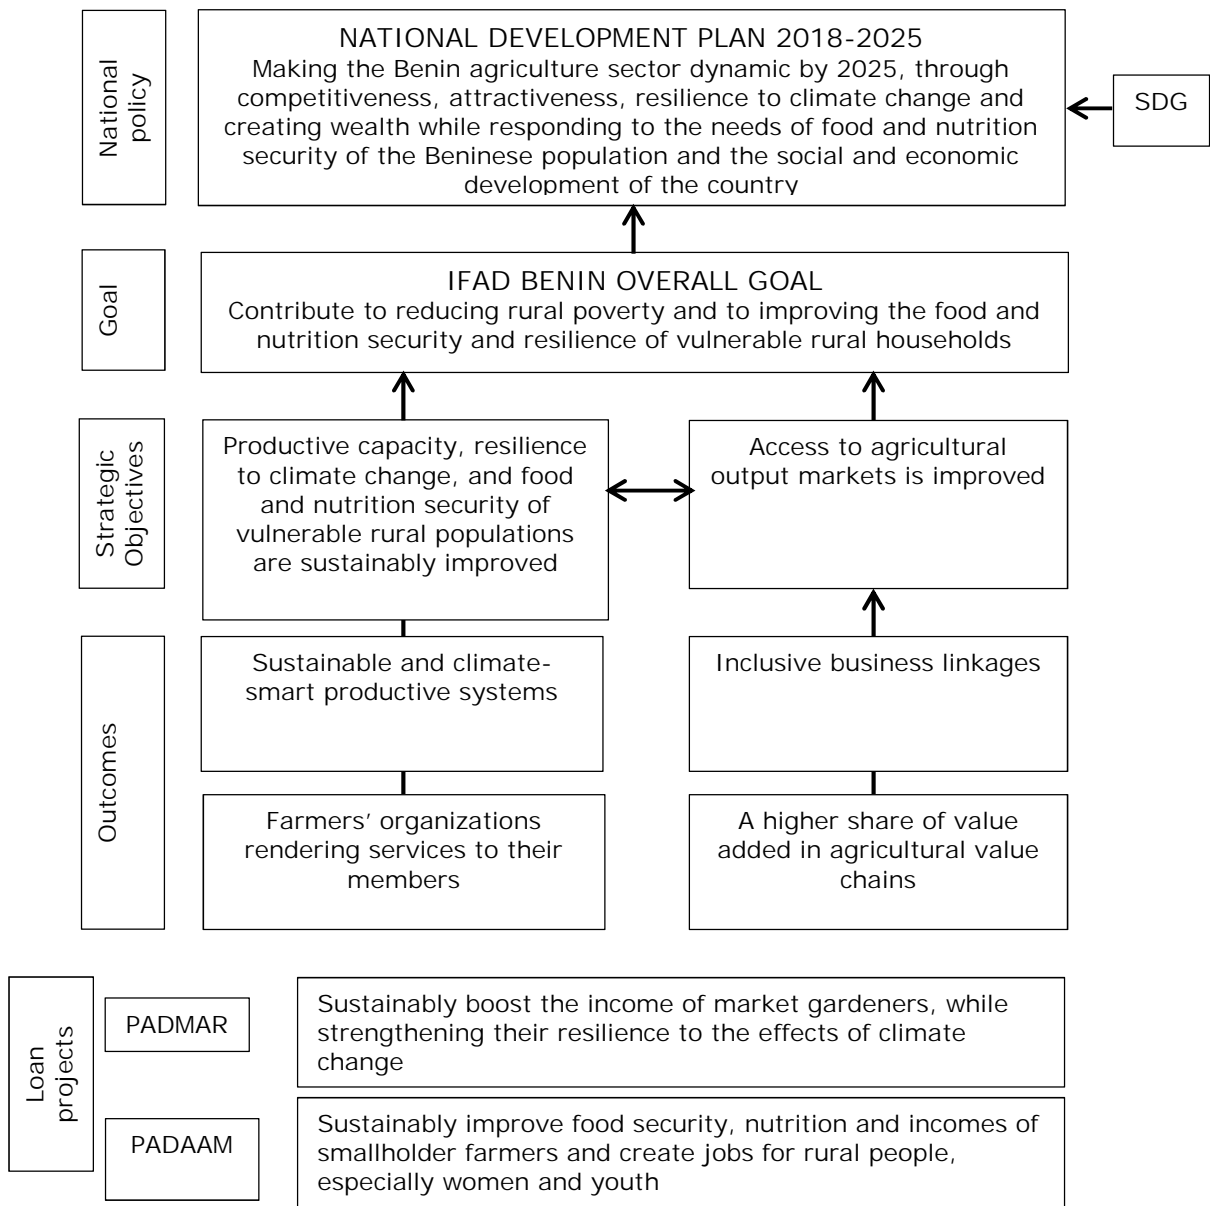 National
policy
NATIONAL DEVELOPMENT PLAN 2018-2025
Making the Benin agriculture sector dynamic by 2025, through
competitiveness, attractiveness, resilience to climate change and
creating wealth while responding to the needs of food and nutrition
security of the Beninese population and the social and economic
development of the country
SDG
Goal
IFAD BENIN OVERALL GOAL
Contribute to reducing rural poverty and to improving the food and
nutrition security and resilience of vulnerable rural households
Strategic
Objectives
Productive capacity, resilience
to climate change, and food
and nutrition security of
vulnerable rural populations
are sustainably improved
Access to agricultural
output markets is improved
Outcomes
Sustainable and climate-
smart productive systems
Inclusive business linkages
Farmers’ organizations
rendering services to their
members
A higher share of value
added in agricultural value
chains
Loan
projects
PADMAR
Sustainably boost the income of market gardeners, while
strengthening their resilience to the effects of climate
change
PADAAM
Sustainably improve food security, nutrition and incomes of
smallholder farmers and create jobs for rural people,
especially women and youth